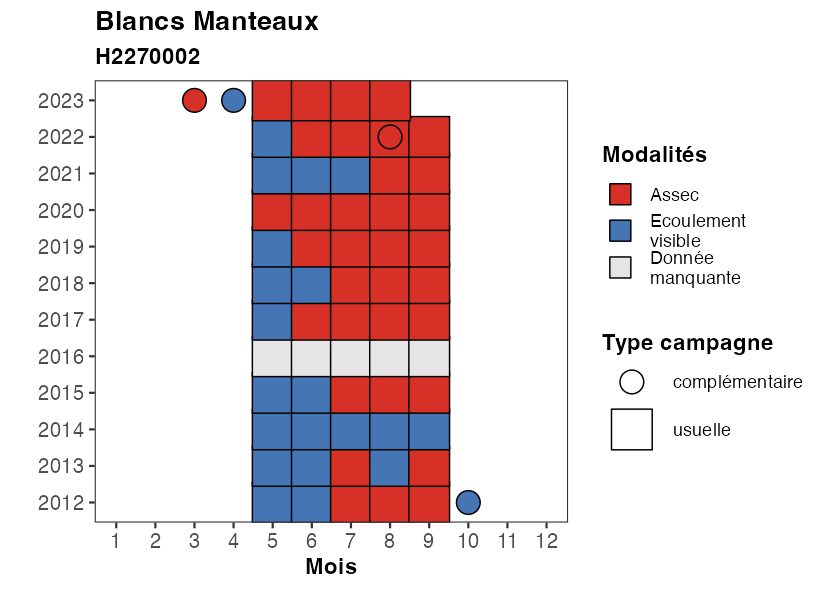 Blancs Manteaux
H2270002
2023
2022
2021
2020
2019
2018
2017
2016
2015
2014
2013
2012
1 2 3 4 5 6 7 8 9 10 11 12
Mois
Modalités
Assec
Ecoulement
visible
Donnée
manquante
Type campagne
complémentaire
usuelle